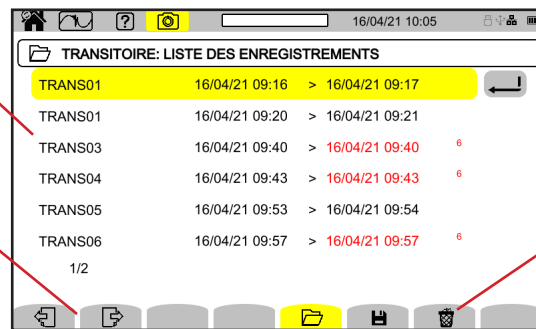 ? 16/04/21 10:05
TRANSITOIRE: LISTE DES ENREGISTREMENTS
TRANS01 16/04/21 09:16 > 16/04/21 09:17
TRANS01 16/04/21 09:20 > 16/04/21 09:21
TRANS03 16/04/21 09:40 > 16/04/21 09:40 6
TRANS04 16/04/21 09:43 > 16/04/21 09:43 6
TRANS05 16/04/21 09:53 > 16/04/21 09:54
TRANS06 16/04/21 09:57 > 16/04/21 09:57 6
1/2